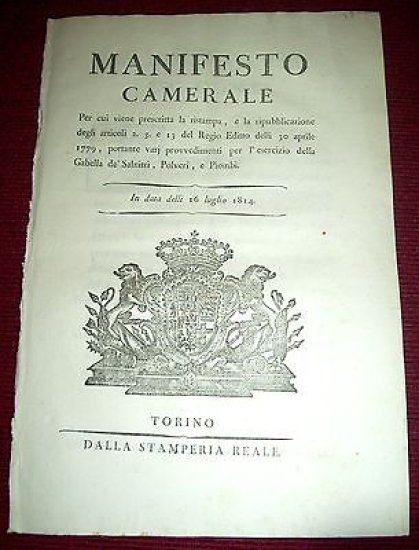 MANIFESTO
CAMERALE
Per cui viene prescritta la ristampa, e la ripubblicazione
degli articoli 2. 5. e 13 del Regio Editto delli 30 aprile
1779, portante varj provvedimenti per l'esercizio della
Gabella de' Salnitri, Polveri, e Piombi.
In data delli 16 luglio 1814.
TORINO
DALLA STAMPERIA REALE.